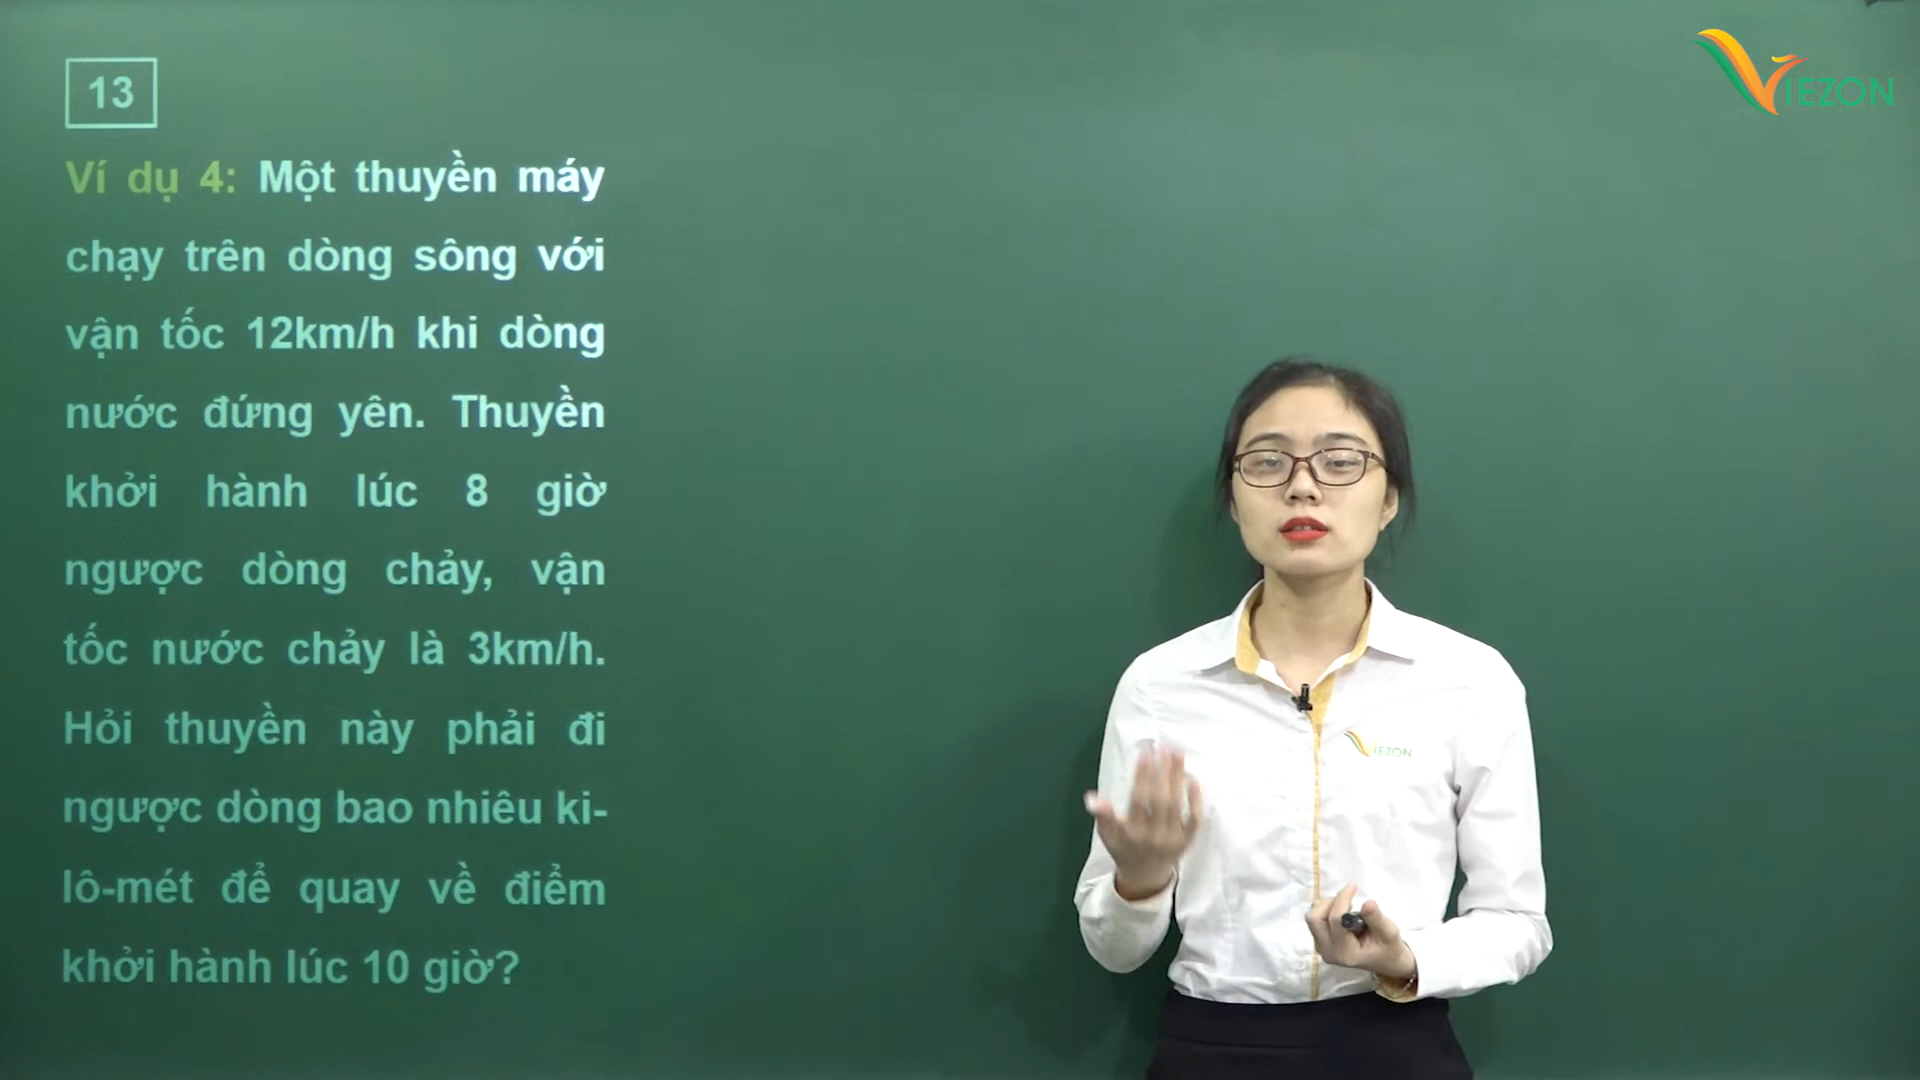 13
VIEZON
Ví dụ 4: Một thuyền máy
chạy trên dòng sông với
vận tốc 12km/h khi dòng
nước đứng yên. Thuyền
khởi hành lúc 8 giờ
ngược dòng chảy, vận
tốc nước chảy là 3km/h.
Hỏi thuyền này phải đi
ngược dòng bao nhiêu ki-
lô-mét để quay về điểm
khởi hành lúc 10 giờ?
VIEZON